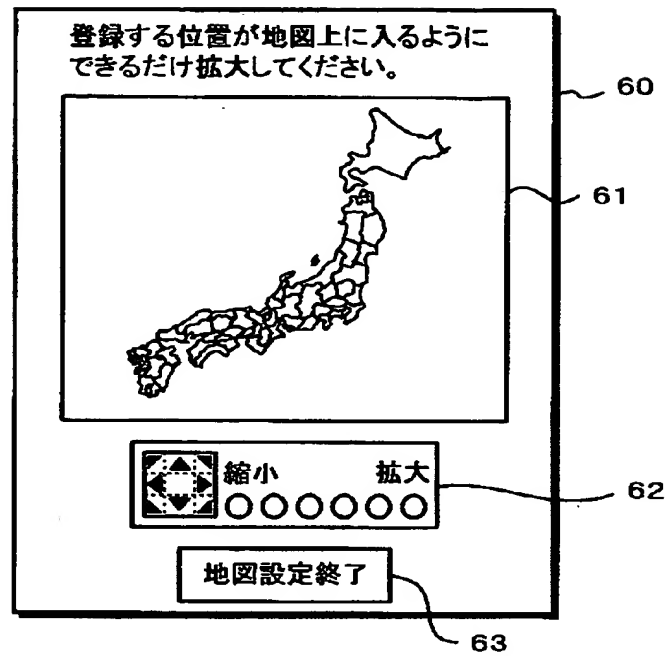 登録する位置が地図上に入るように
できるだけ拡大してください。
60
61
縮小 拡大
62
地図設定終了
63